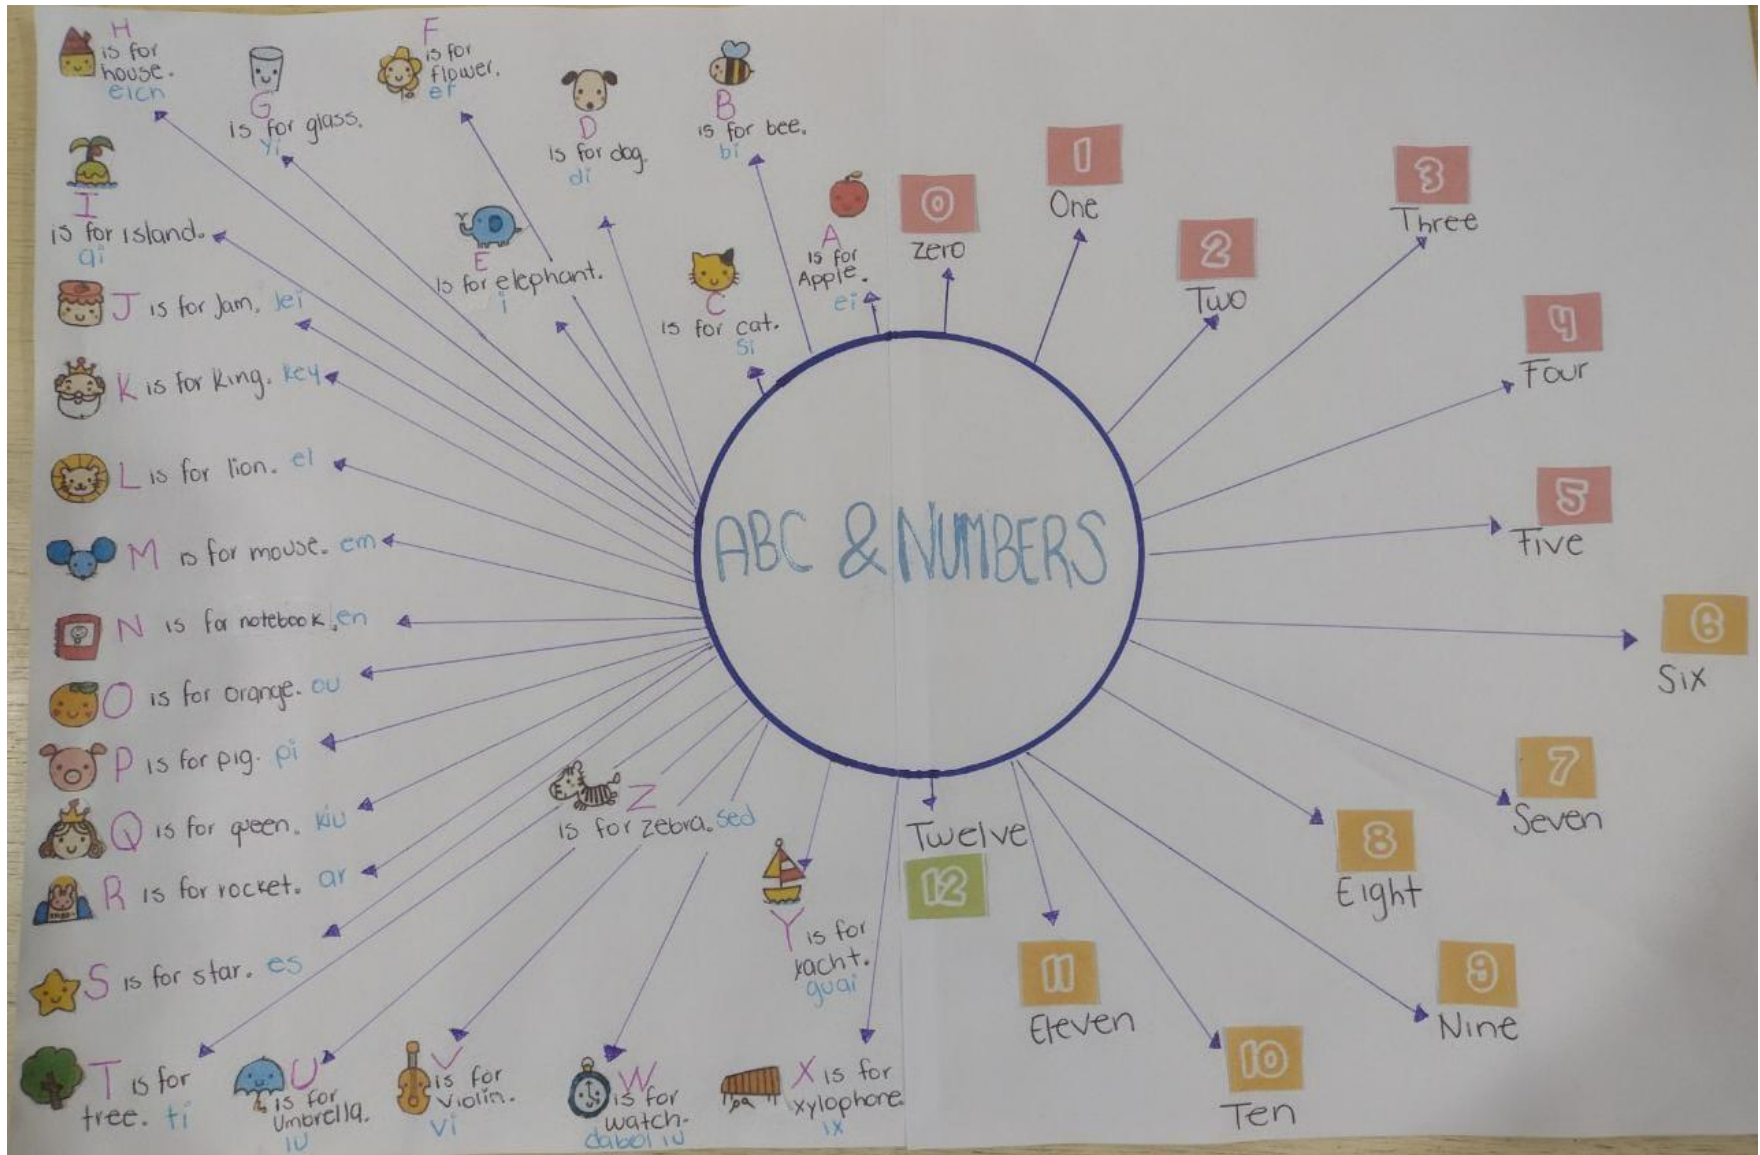 H
is for
house.
eich
G
is for glass.
yi
F
is for
flower.
ef
D
is for dog.
di
B
is for bee.
bi
I
is for island.
ai
E
is for elephant.
i
C
is for cat.
si
A
is for
Apple.
ei
J is for Jam. jei
K is for king. key
L is for lion. el
M is for mouse. em
N is for notebook. en
O is for orange. ou
P is for pig. pi
Q is for queen. kiu
R is for rocket. ar
S is for star. es
T is for
tree. ti
U
is for
Umbrella.
iu
V
is for
violin.
vi
W
is for
watch.
dabol iu
X is for
xylophone.
ix
Y is for
yacht.
guai
Z
is for zebra. sed
ABC & NUMBERS
0
zero
1
One
2
Two
3
Three
4
Four
5
Five
6
Six
7
Seven
8
Eight
9
Nine
10
Ten
11
Eleven
Twelve
12